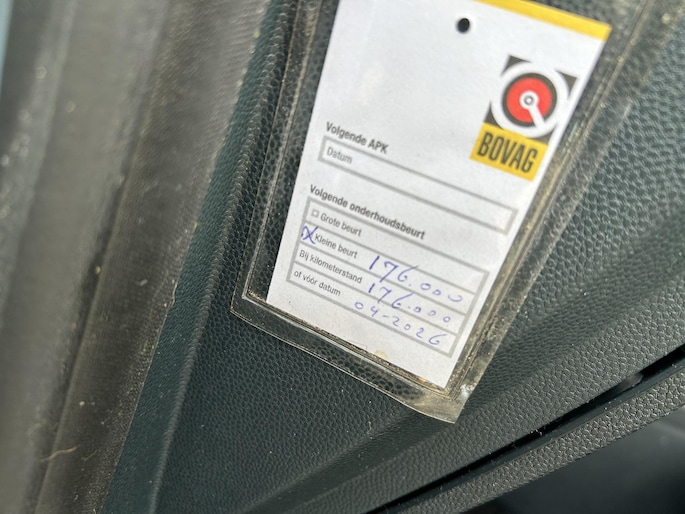 BOVAG
Volgende APK
Datum
Volgende onderhoudsbeurt
☐ Grote beurt
☒ Kleine beurt 176.000
Bij kilometerstand 176.000
of vóór datum 04-2026